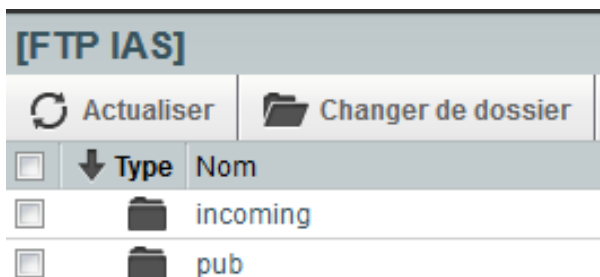 [FTP IAS]
Actualiser Changer de dossier
Type Nom
incoming
pub